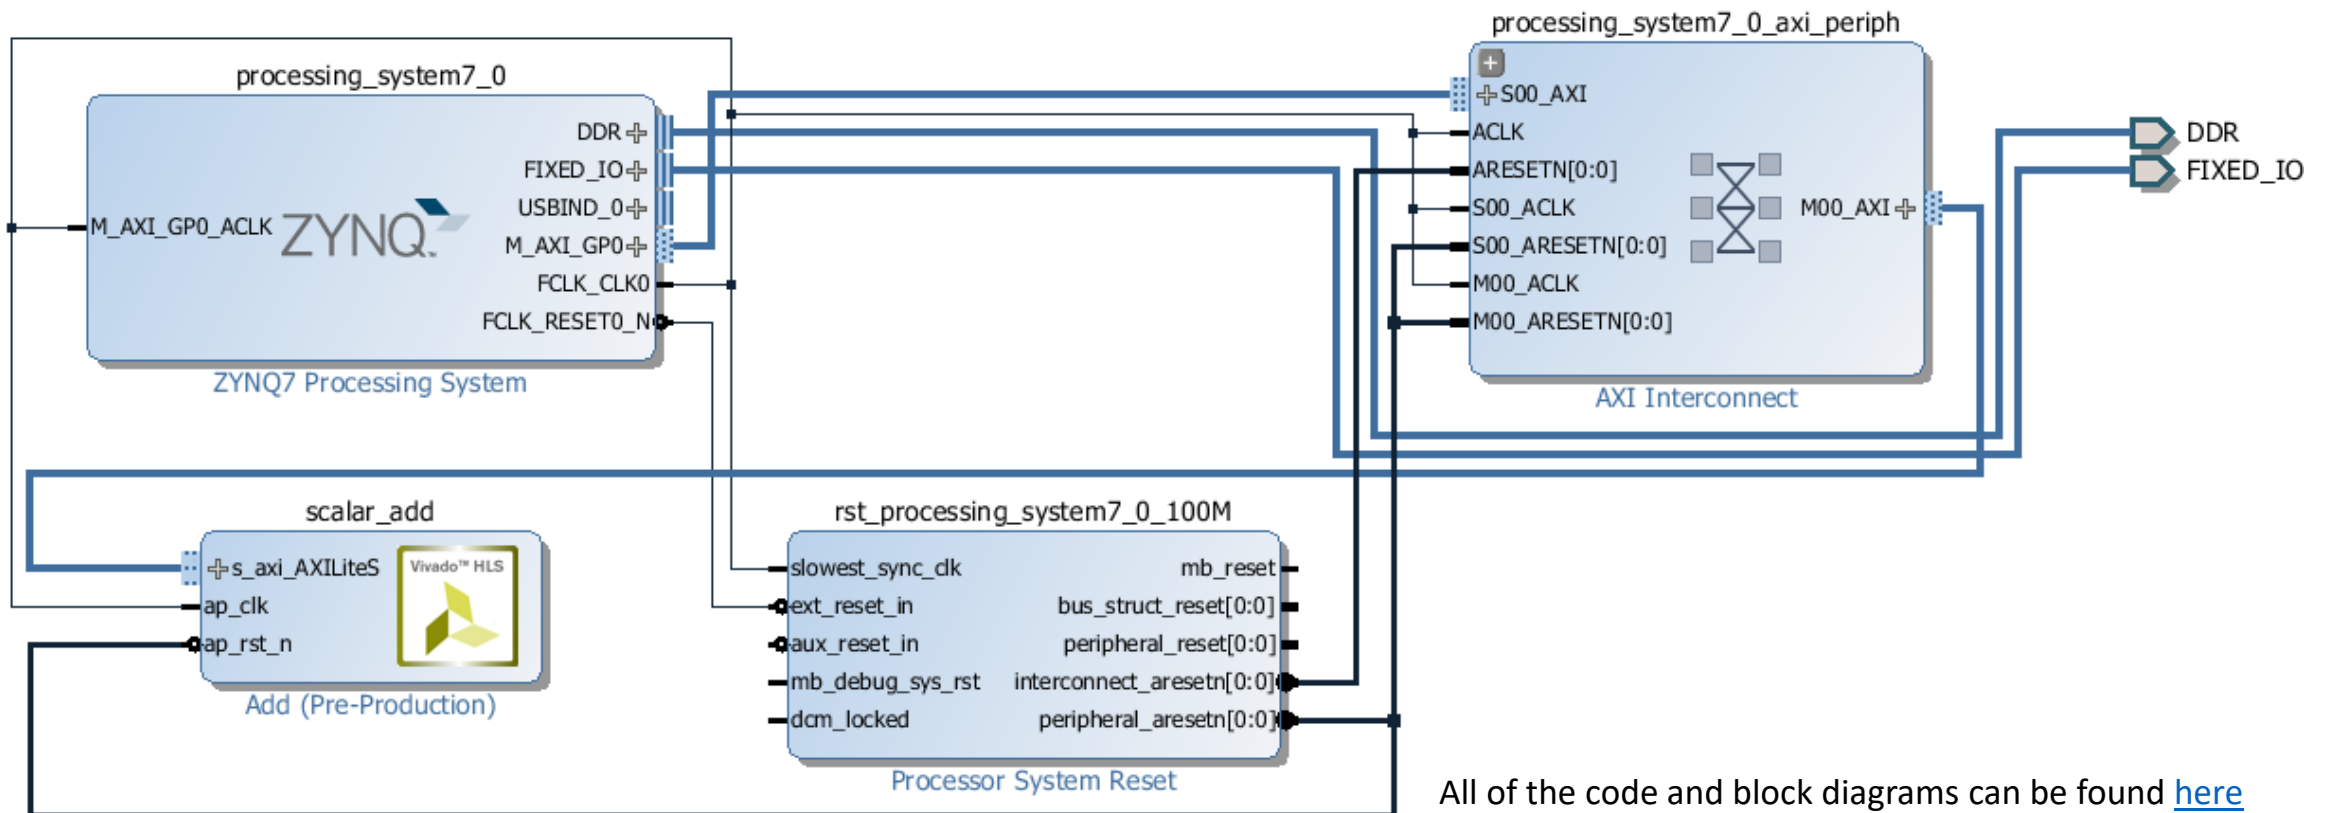 processing_system7_0
DDR
FIXED_IO
USBIND_0
M_AXI_GP0_ACLK
ZYNQ
M_AXI_GP0
FCLK_CLK0
FCLK_RESET0_N
ZYNQ7 Processing System
processing_system7_0_axi_periph
S00_AXI
ACLK
ARESETN[0:0]
S00_ACLK
M00_AXI
S00_ARESETN[0:0]
M00_ACLK
M00_ARESETN[0:0]
AXI Interconnect
DDR
FIXED_IO
scalar_add
s_axi_AXILiteS
Vivado™ HLS
ap_clk
ap_rst_n
Add (Pre-Production)
rst_processing_system7_0_100M
slowest_sync_clk
mb_reset
ext_reset_in
bus_struct_reset[0:0]
aux_reset_in
peripheral_reset[0:0]
mb_debug_sys_rst
interconnect_aresetn[0:0]
dcm_locked
peripheral_aresetn[0:0]
Processor System Reset
All of the code and block diagrams can be found here